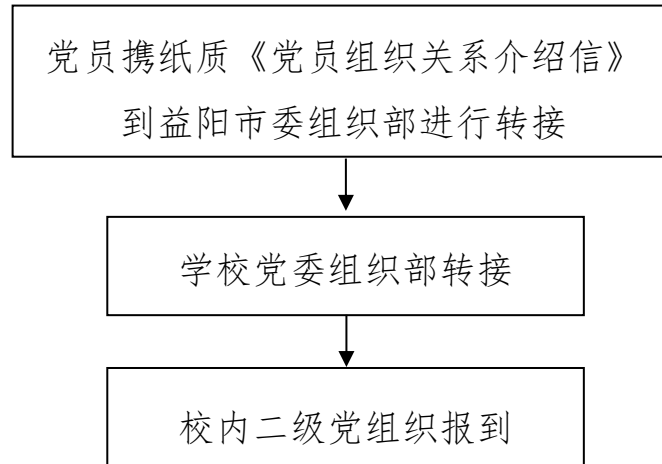 党员携纸质《党员组织关系介绍信》
到益阳市委组织部进行转接
学校党委组织部转接
校内二级党组织报到